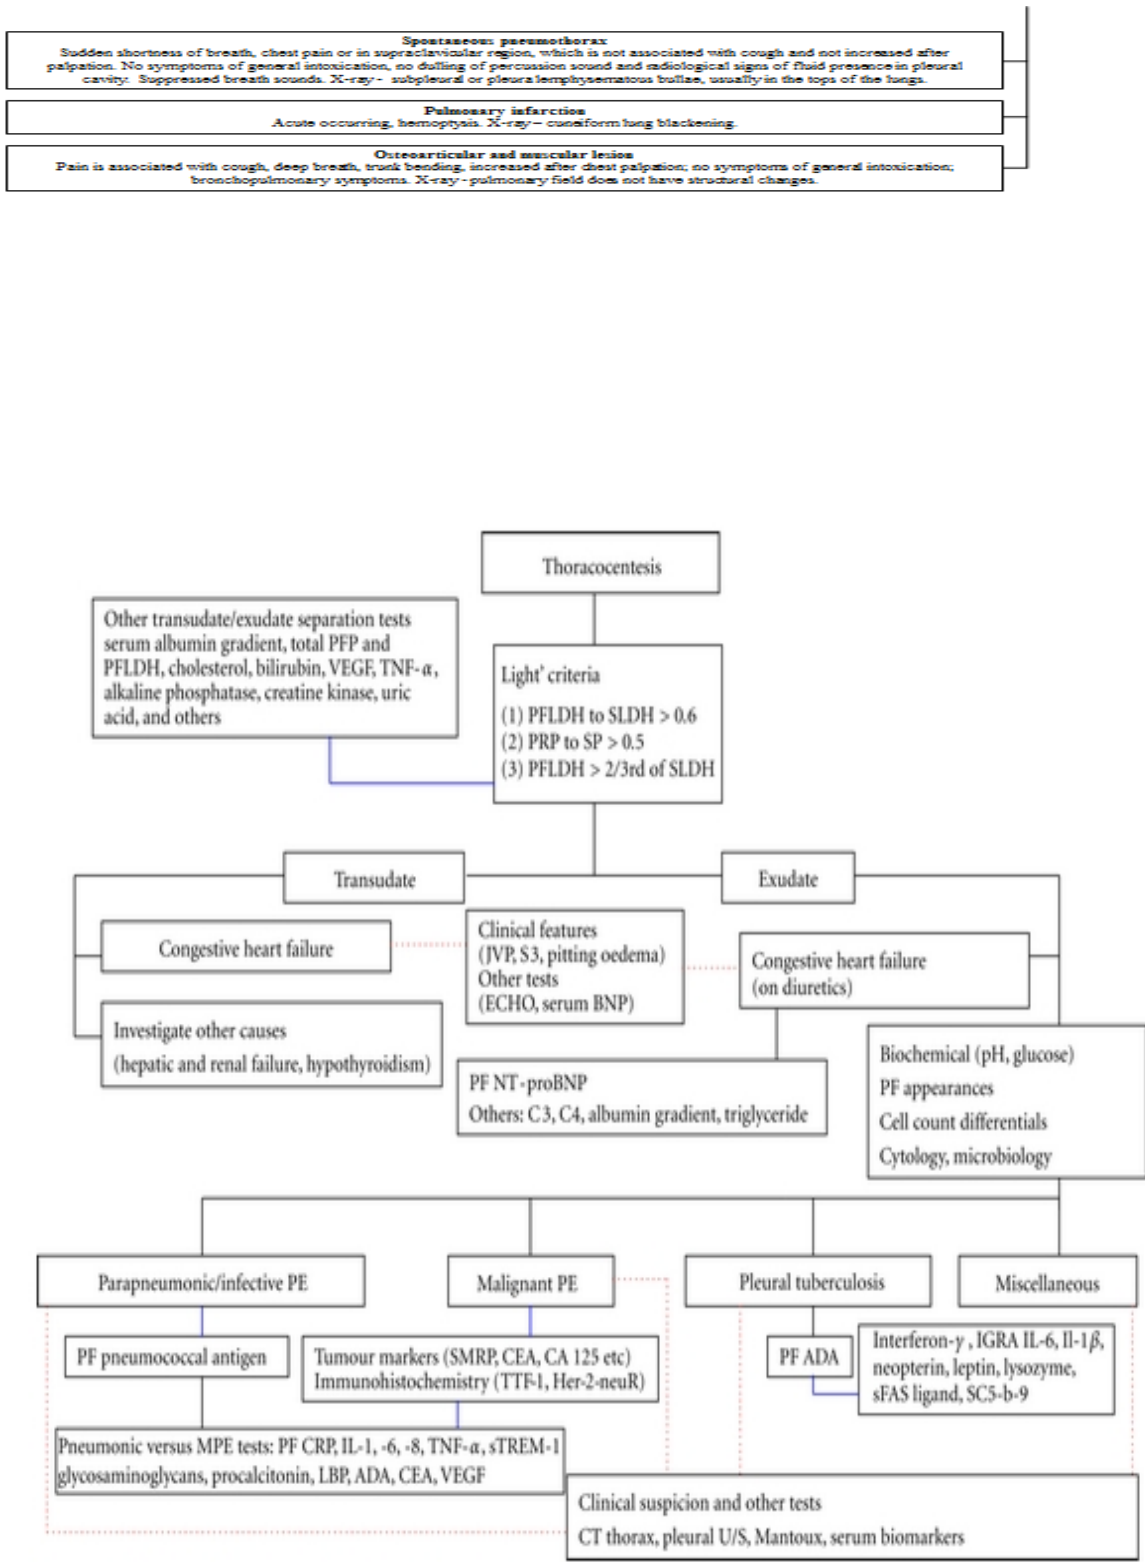 Spontaneous pneumothorax
Sudden shortness of breath, chest pain or in supraclavicular region, which is not associated with cough and not increased after
palpation. No symptoms of general intoxication, no dulling of percussion sound and radiological signs of fluid presence in pleural
cavity. Suppressed breath sounds. X-ray - subpleural or pleura lemphysematous bullae, usually in the tops of the lungs.
Pulmonary infarction
Acute occurring, hemoptysis. X-ray – cuneiform lung blackening.
Osteoarticular and muscular lesion
Pain is associated with cough, deep breath, trunk bending, increased after chest palpation; no symptoms of general intoxication;
bronchopulmonary symptoms. X-ray - pulmonary field does not have structural changes.
Thoracocentesis
Other transudate/exudate separation tests
serum albumin gradient, total PFP and
PFLDH, cholesterol, bilirubin, VEGF, TNF-α,
alkaline phosphatase, creatine kinase, uric
acid, and others
Light' criteria
(1) PFLDH to SLDH > 0.6
(2) PRP to SP > 0.5
(3) PFLDH > 2/3rd of SLDH
Transudate
Exudate
Congestive heart failure
Clinical features
(JVP, S3, pitting oedema)
Other tests
(ECHO, serum BNP)
Congestive heart failure
(on diuretics)
Investigate other causes
(hepatic and renal failure, hypothyroidism)
PF NT-proBNP
Others: C3, C4, albumin gradient, triglyceride
Biochemical (pH, glucose)
PF appearances
Cell count differentials
Cytology, microbiology
Parapneumonic/infective PE
Malignant PE
Pleural tuberculosis
Miscellaneous
PF pneumococcal antigen
Tumour markers (SMRP, CEA, CA 125 etc)
Immunohistochemistry (TTF-1, Her-2-neuR)
PF ADA
Interferon-γ, IGRA IL-6, Il-1β,
neopterin, leptin, lysozyme,
sFAS ligand, SC5-b-9
Pneumonic versus MPE tests: PF CRP, IL-1, -6, -8, TNF-α, sTREM-1
glycosaminoglycans, procalcitonin, LBP, ADA, CEA, VEGF
Clinical suspicion and other tests
CT thorax, pleural U/S, Mantoux, serum biomarkers